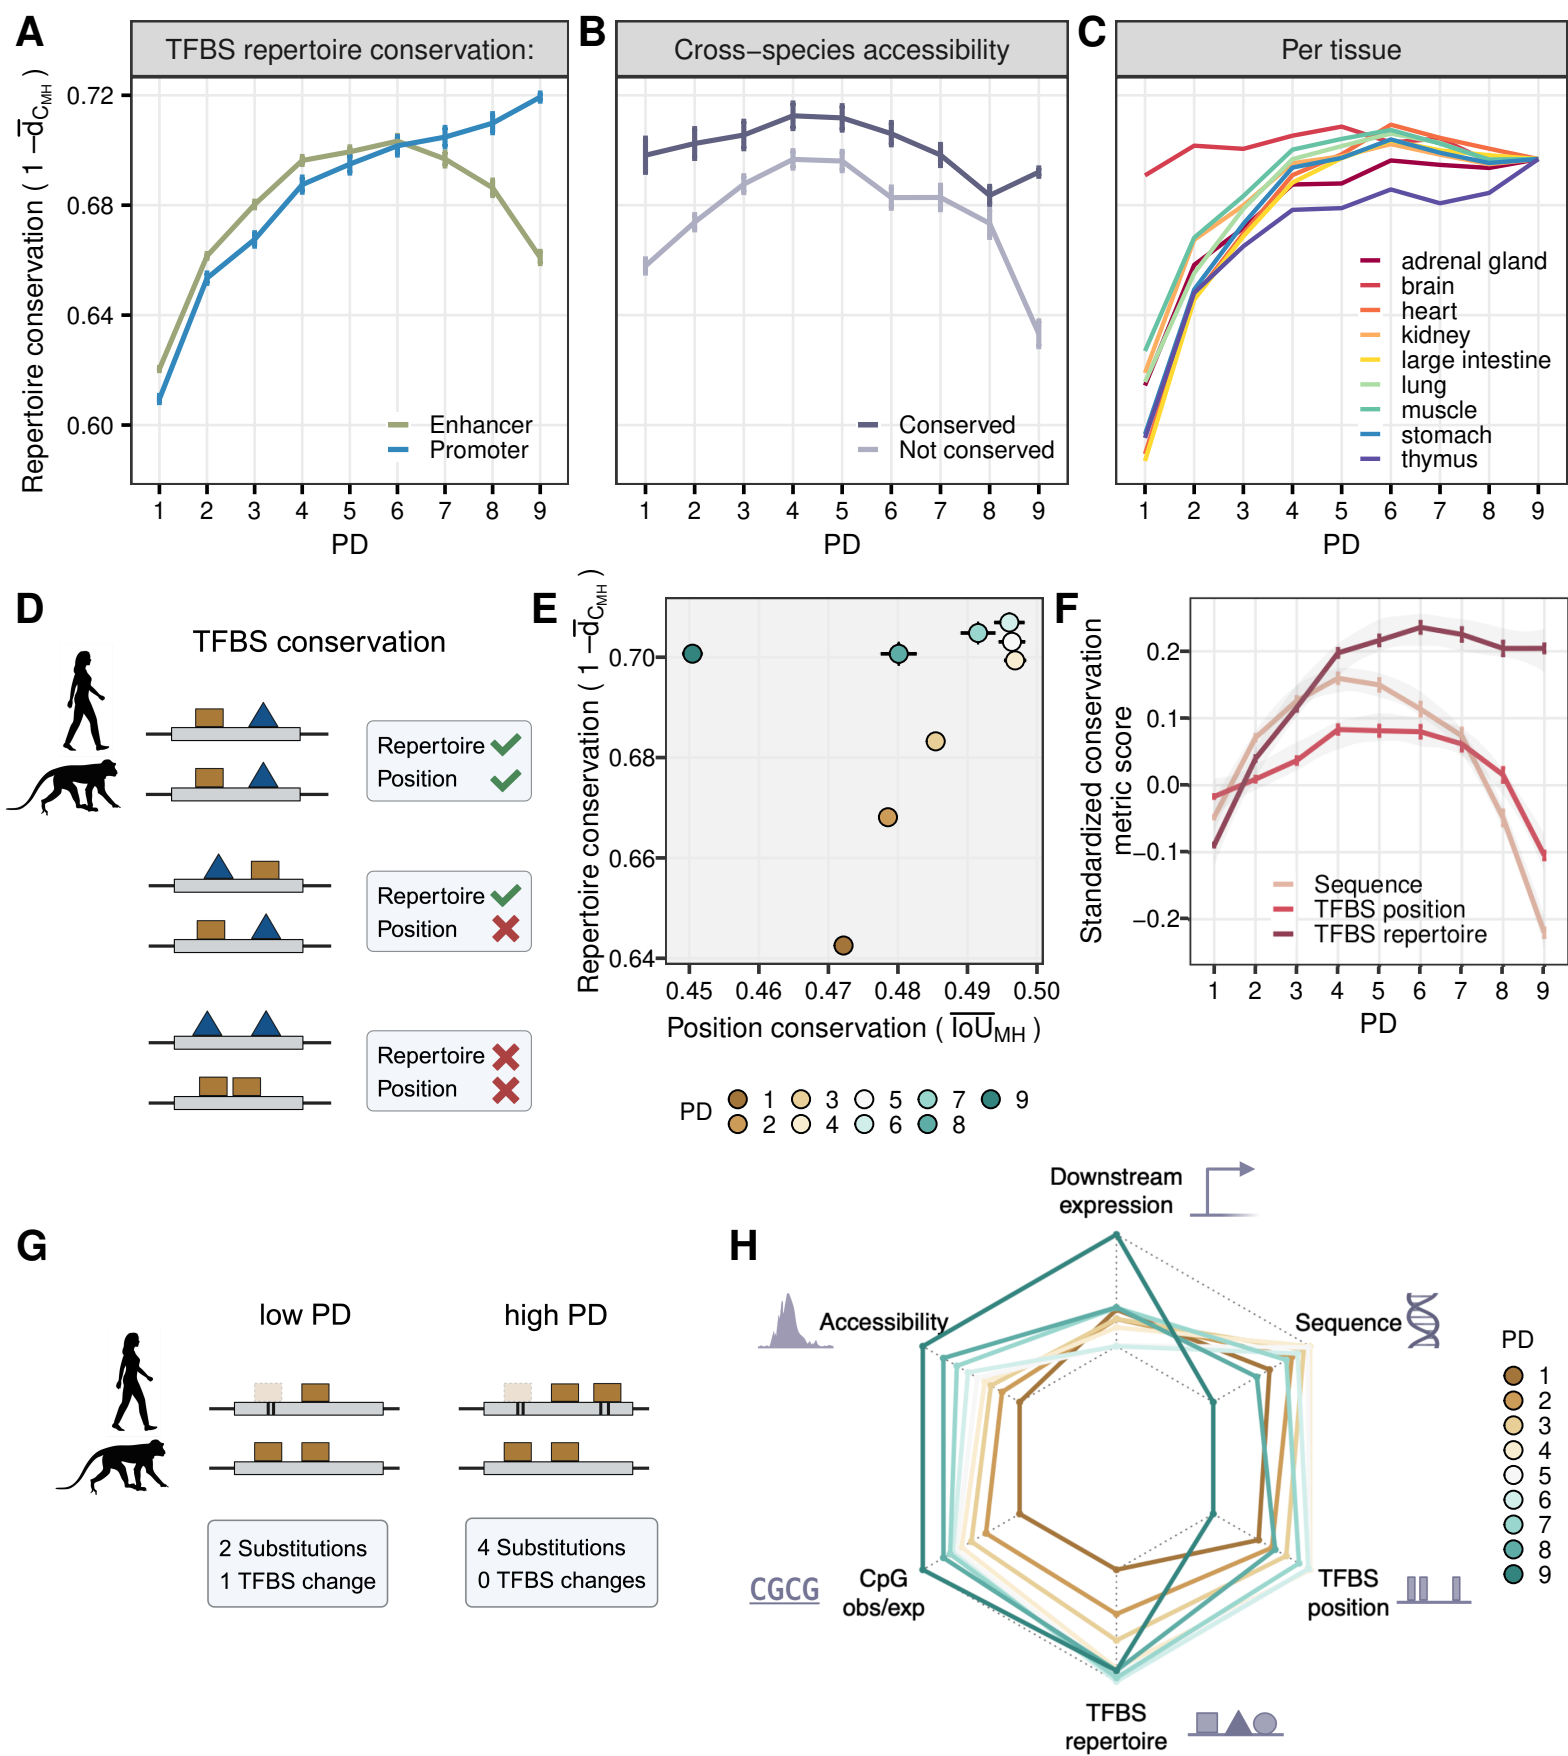 A
TFBS repertoire conservation:
Repertoire conservation ( 1 –d̅CMH )
0.72
0.68
0.64
0.60
Enhancer
Promoter
1 2 3 4 5 6 7 8 9
PD
B
Cross–species accessibility
Conserved
Not conserved
1 2 3 4 5 6 7 8 9
PD
C
Per tissue
adrenal gland
brain
heart
kidney
large intestine
lung
muscle
stomach
thymus
1 2 3 4 5 6 7 8 9
PD
D
TFBS conservation
Repertoire
Position
Repertoire
Position
Repertoire
Position
E
Repertoire conservation ( 1 –d̅CMH )
0.70
0.68
0.66
0.64
0.45 0.46 0.47 0.48 0.49 0.50
Position conservation ( I̅o̅U̅MH )
PD 1 3 5 7 9
2 4 6 8
F
Standardized conservation
metric score
0.2
0.1
0.0
−0.1
−0.2
Sequence
TFBS position
TFBS repertoire
1 2 3 4 5 6 7 8 9
PD
G
low PD
high PD
2 Substitutions
1 TFBS change
4 Substitutions
0 TFBS changes
H
Downstream
expression
Accessibility
Sequence
CGCG
CpG
obs/exp
TFBS
position
TFBS
repertoire
PD
1
2
3
4
5
6
7
8
9